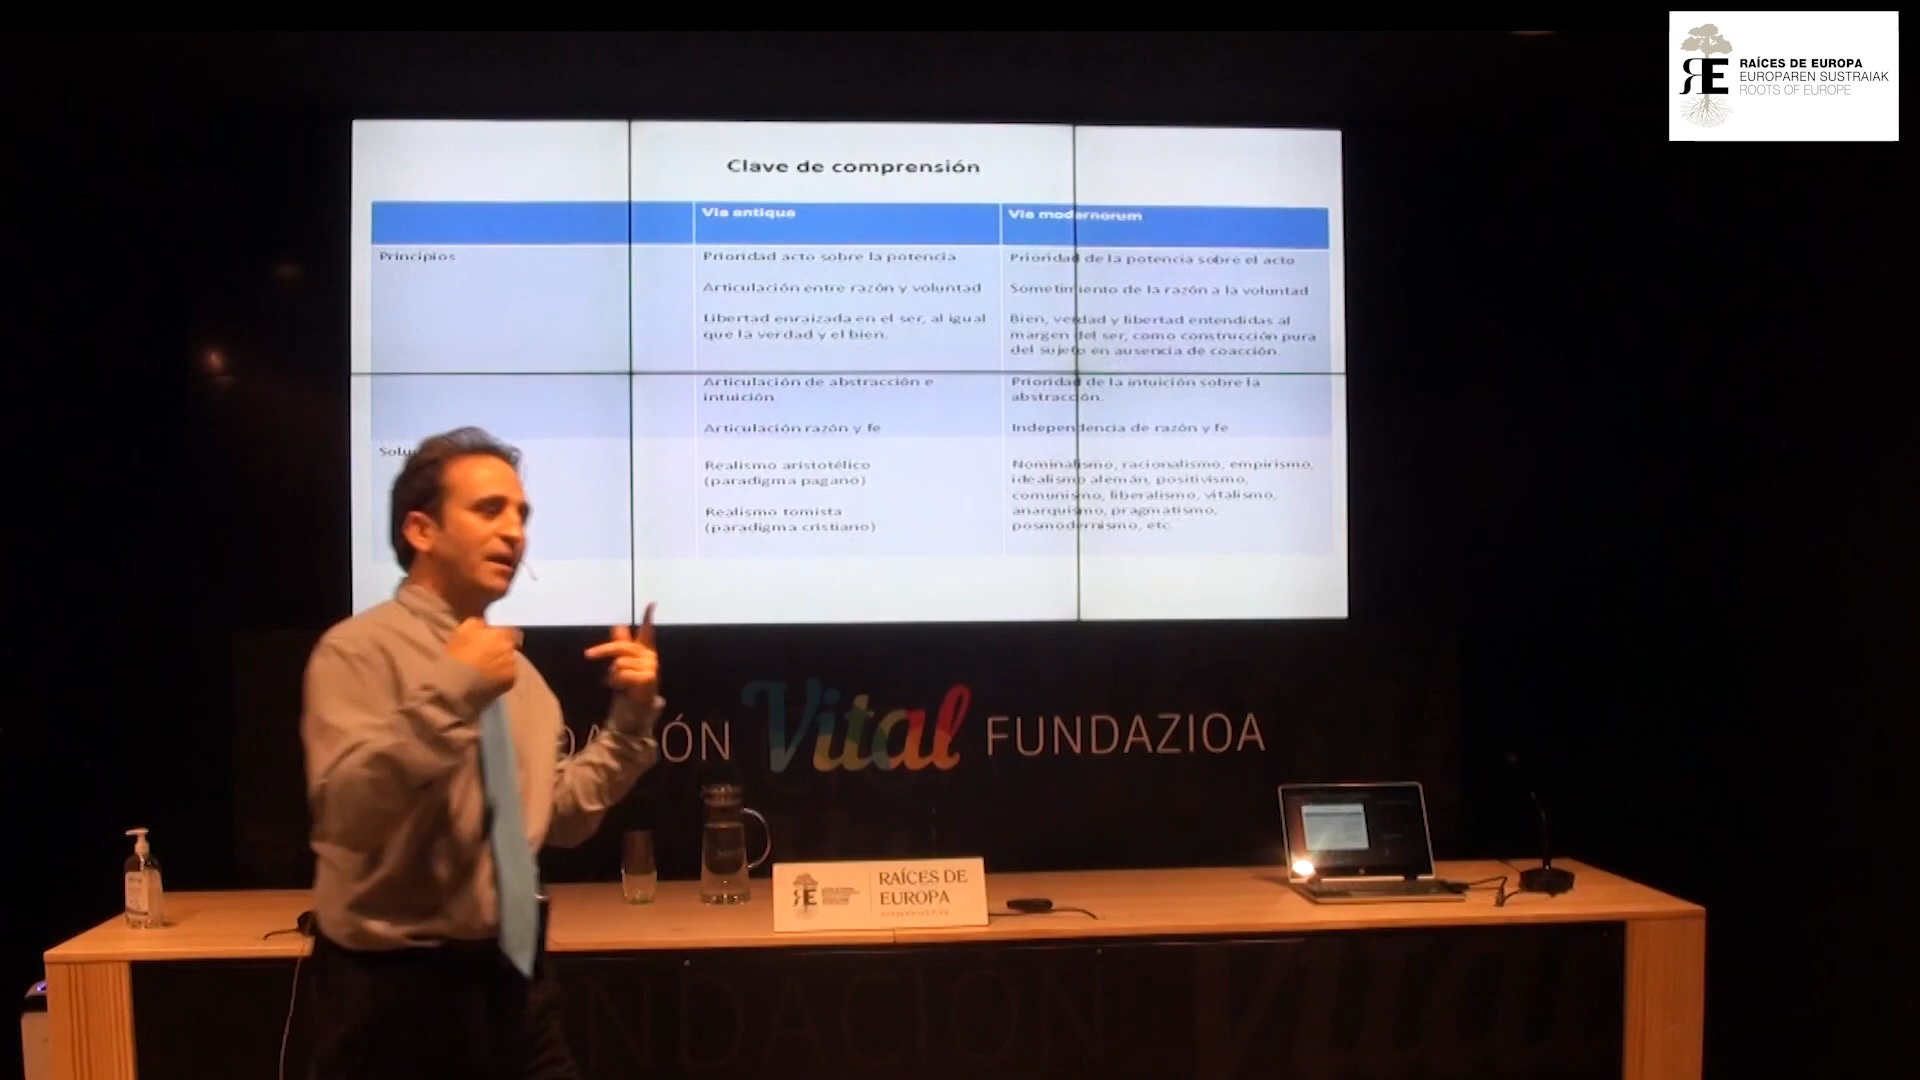 RAÍCES DE EUROPA
EUROPAREN SUSTRAIAK
ROOTS OF EUROPE
RE
Clave de comprensión
Via antiqua
Via modernorum
Principios
Prioridad acto sobre la potencia
Articulación entre razón y voluntad
Libertad enraizada en el ser, al igual
que la verdad y el bien.
Prioridad de la potencia sobre el acto
Sometimiento de la razón a la voluntad
Bien, verdad y libertad entendidas al
margen del ser, como construcción pura
del sujeto en ausencia de coacción.
Articulación de abstracción e
intuición
Articulación razón y fe
Prioridad de la intuición sobre la
abstracción.
Independencia de razón y fe
Realismo aristotélico
(paradigma pagano)
Realismo tomista
(paradigma cristiano)
Nominalismo, racionalismo, empirismo,
idealismo alemán, positivismo,
comunismo, liberalismo, vitalismo,
anarquismo, pragmatismo,
posmodernismo, etc.
Vital FUNDAZIOA
RE
RAÍCES DE
EUROPA